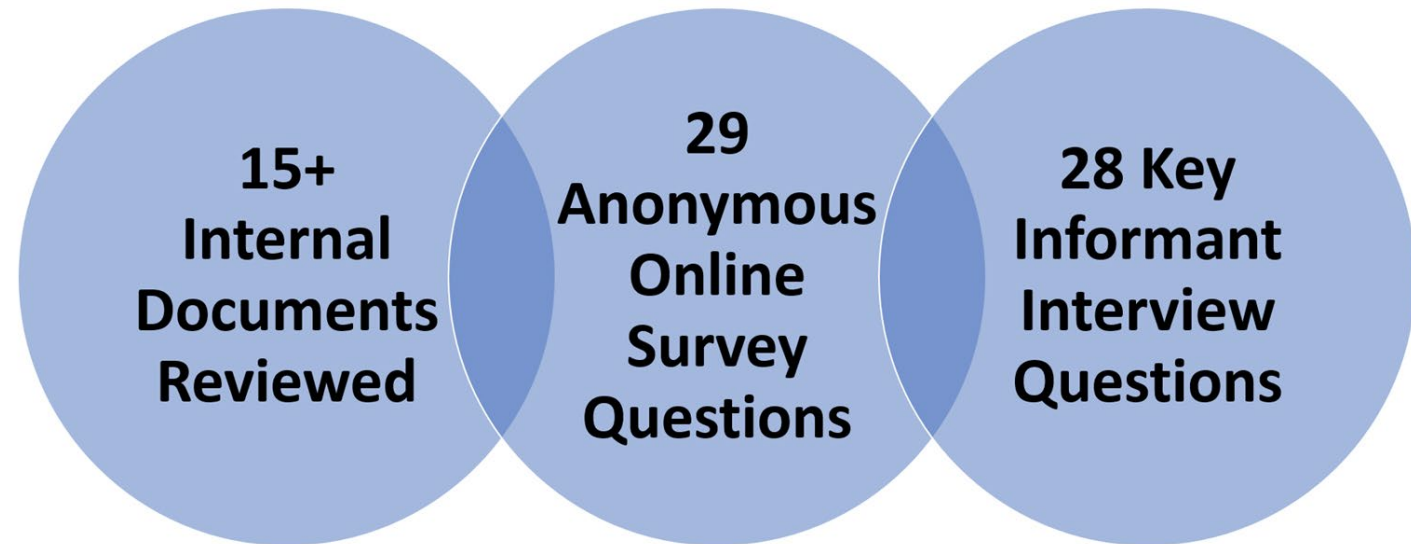 15+
Internal
Documents
Reviewed
29
Anonymous
Online
Survey
Questions
28 Key
Informant
Interview
Questions